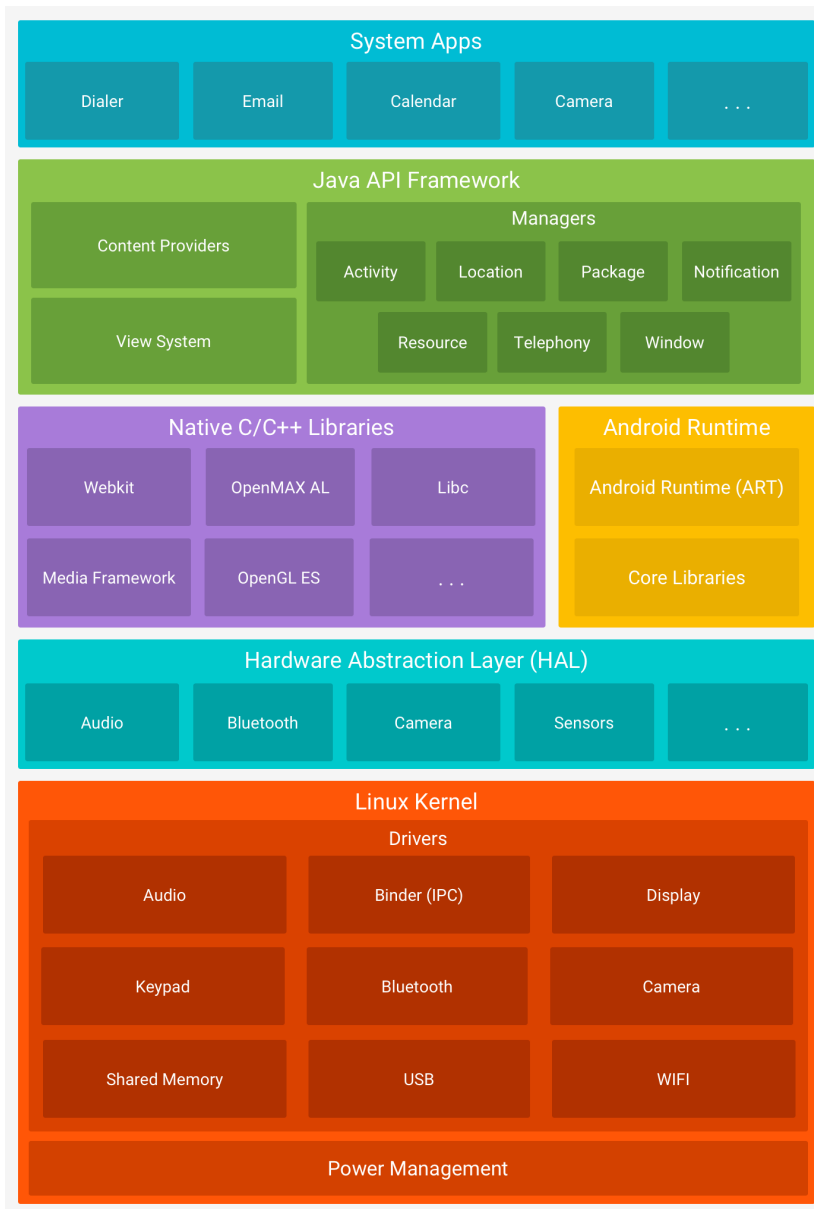 System Apps
Dialer
Email
Calendar
Camera
. . .
Java API Framework
Content Providers
View System
Managers
Activity
Location
Package
Notification
Resource
Telephony
Window
Native C/C++ Libraries
Webkit
OpenMAX AL
Libc
Media Framework
OpenGL ES
. . .
Android Runtime
Android Runtime (ART)
Core Libraries
Hardware Abstraction Layer (HAL)
Audio
Bluetooth
Camera
Sensors
. . .
Linux Kernel
Drivers
Audio
Binder (IPC)
Display
Keypad
Bluetooth
Camera
Shared Memory
USB
WIFI
Power Management